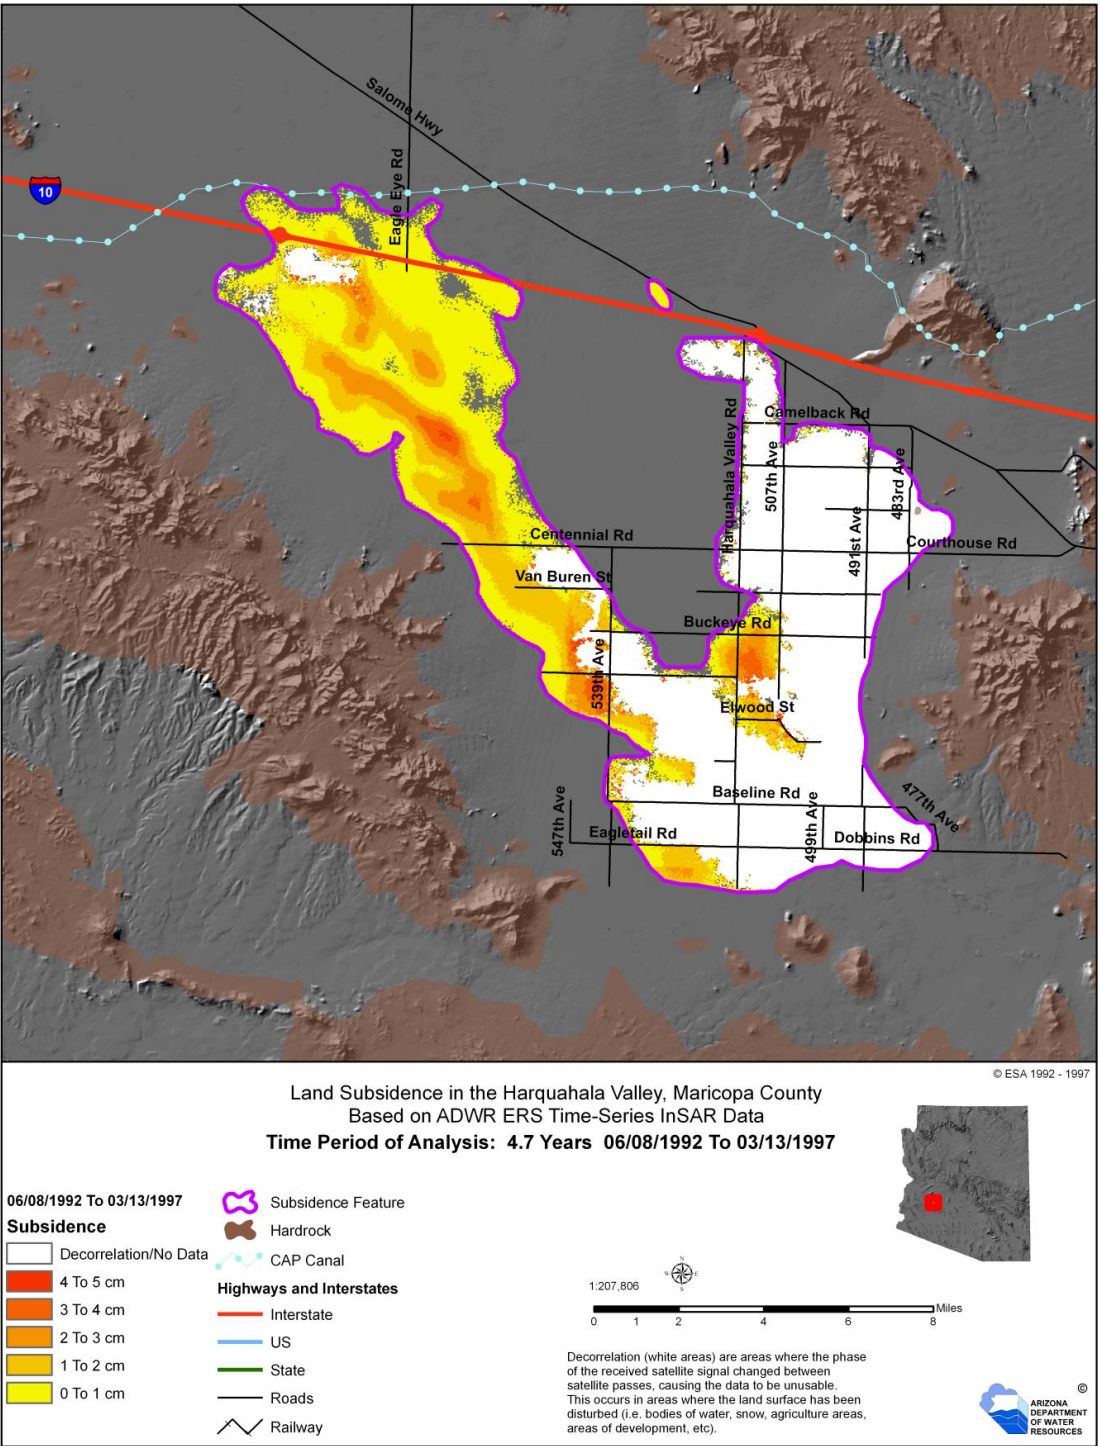 Salome Hwy
Eagle Eye Rd
10
Camelback Rd
Harquahala Valley Rd
507th Ave
483rd Ave
491st Ave
Courthouse Rd
Centennial Rd
Van Buren St
Buckeye Rd
539th Ave
Elwood St
Baseline Rd
477th Ave
547th Ave
Eagletail Rd
499th Ave
Dobbins Rd
© ESA 1992 - 1997
Land Subsidence in the Harquahala Valley, Maricopa County
Based on ADWR ERS Time-Series InSAR Data
Time Period of Analysis: 4.7 Years 06/08/1992 To 03/13/1997
06/08/1992 To 03/13/1997
Subsidence
Decorrelation/No Data
4 To 5 cm
3 To 4 cm
2 To 3 cm
1 To 2 cm
0 To 1 cm
Subsidence Feature
Hardrock
CAP Canal
Highways and Interstates
Interstate
US
State
Roads
Railway
N
W E
S
1:207,806
Miles
0 1 2 4 6 8
Decorrelation (white areas) are areas where the phase
of the received satellite signal changed between
satellite passes, causing the data to be unusable.
This occurs in areas where the land surface has been
disturbed (i.e. bodies of water, snow, agriculture areas,
areas of development, etc).
©
ARIZONA
DEPARTMENT
OF WATER
RESOURCES